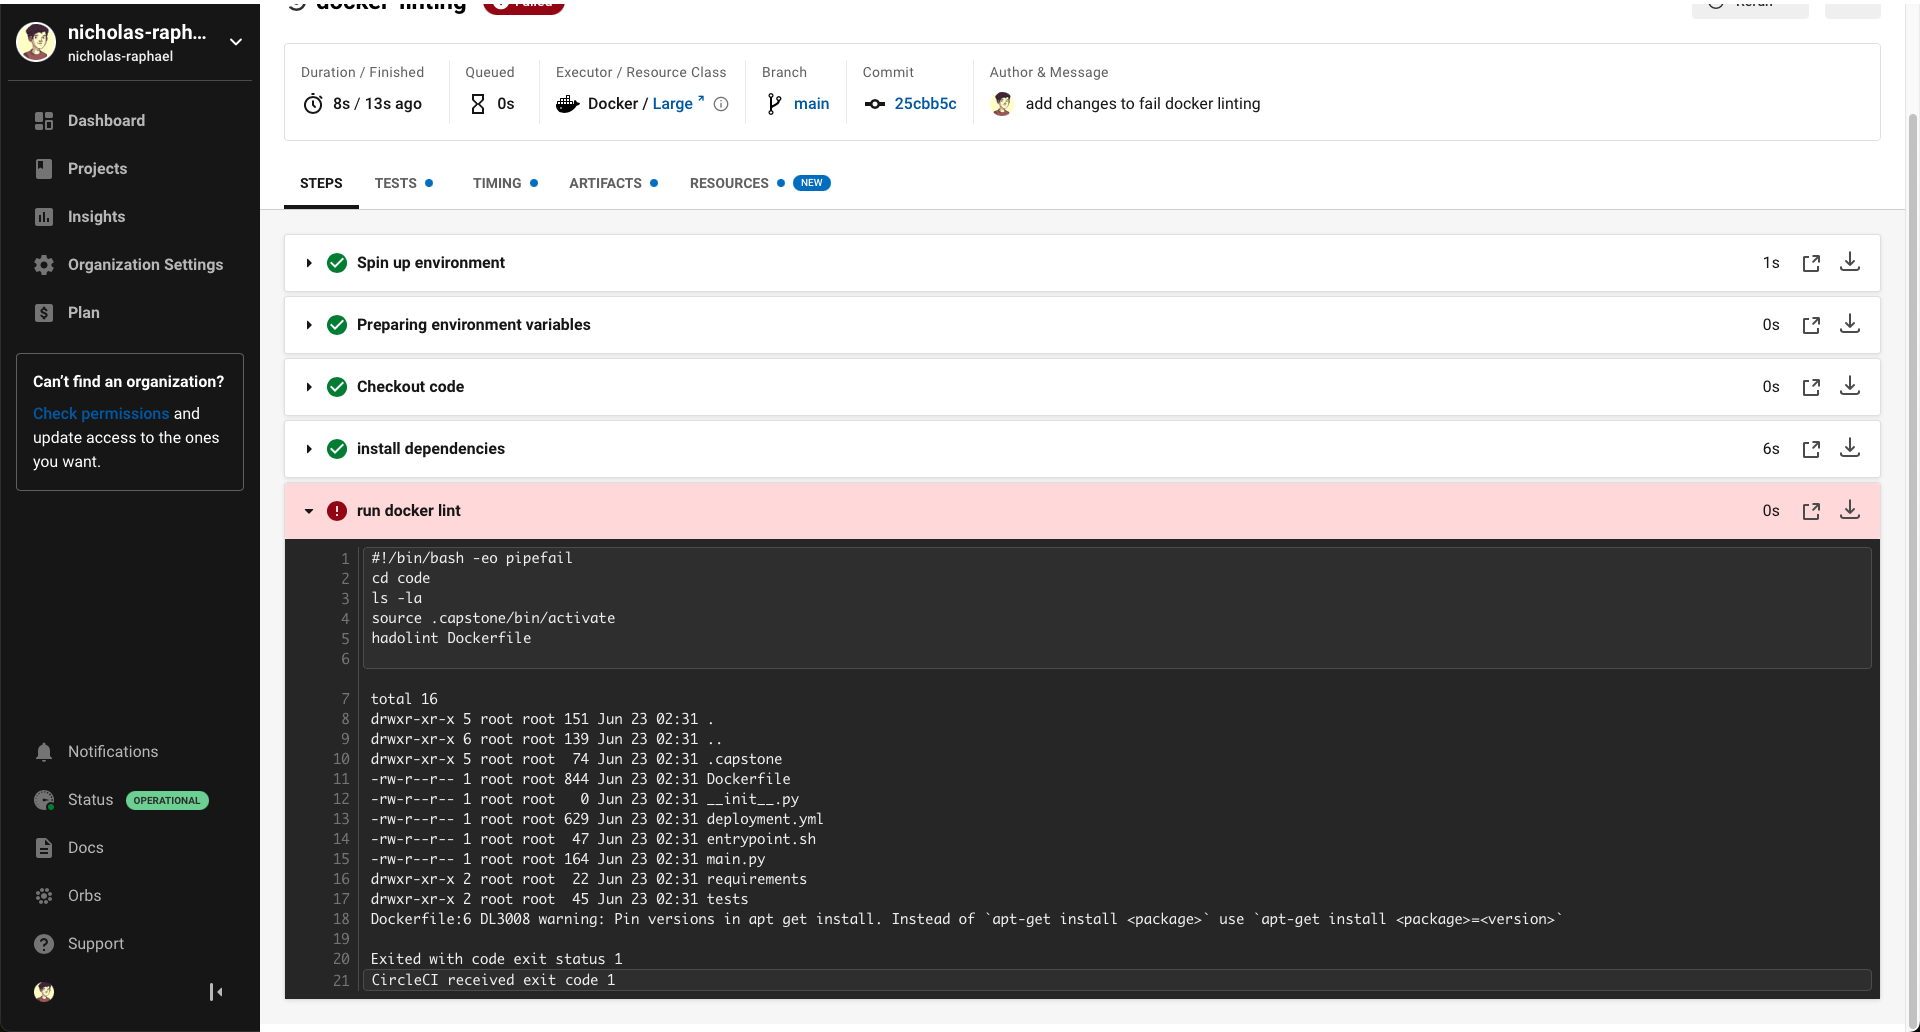 nicholas-raph...
nicholas-raphael
Dashboard
Projects
Insights
Organization Settings
Plan
Can't find an organization?
Check permissions and
update access to the ones
you want.
Notifications
Status OPERATIONAL
Docs
Orbs
Support
docker-linting Failed
Rerun
Duration / Finished
8s / 13s ago
Queued
0s
Executor / Resource Class
Docker / Large
Branch
main
Commit
25cbb5c
Author & Message
add changes to fail docker linting
STEPS TESTS TIMING ARTIFACTS RESOURCES NEW
Spin up environment 1s
Preparing environment variables 0s
Checkout code 0s
install dependencies 6s
run docker lint 0s
1 #!/bin/bash -eo pipefail
2 cd code
3 ls -la
4 source .capstone/bin/activate
5 hadolint Dockerfile
6
7 total 16
8 drwxr-xr-x 5 root root 151 Jun 23 02:31 .
9 drwxr-xr-x 6 root root 139 Jun 23 02:31 ..
10 drwxr-xr-x 5 root root  74 Jun 23 02:31 .capstone
11 -rw-r--r-- 1 root root 844 Jun 23 02:31 Dockerfile
12 -rw-r--r-- 1 root root   0 Jun 23 02:31 __init__.py
13 -rw-r--r-- 1 root root 629 Jun 23 02:31 deployment.yml
14 -rw-r--r-- 1 root root  47 Jun 23 02:31 entrypoint.sh
15 -rw-r--r-- 1 root root 164 Jun 23 02:31 main.py
16 drwxr-xr-x 2 root root  22 Jun 23 02:31 requirements
17 drwxr-xr-x 2 root root  45 Jun 23 02:31 tests
18 Dockerfile:6 DL3008 warning: Pin versions in apt get install. Instead of `apt-get install <package>` use `apt-get install <package>=<version>`
19
20 Exited with code exit status 1
21 CircleCI received exit code 1